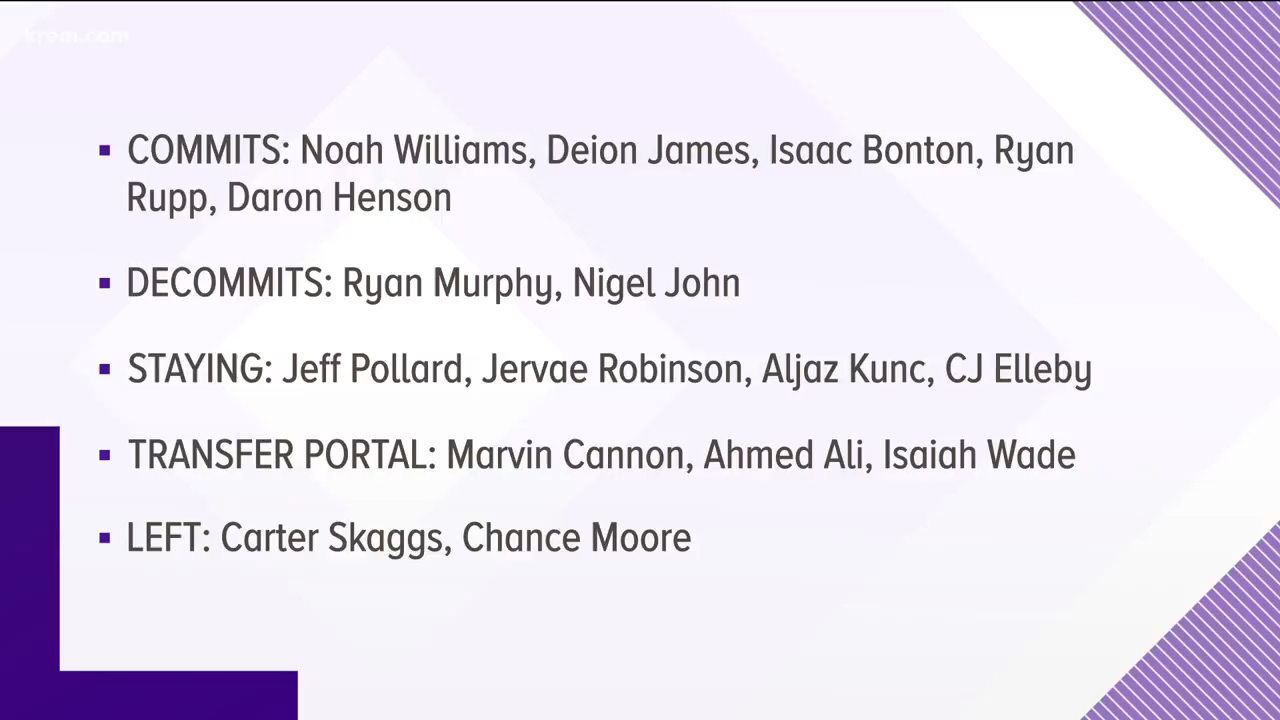 krem.com
▪ COMMITS: Noah Williams, Deion James, Isaac Bonton, Ryan
Rupp, Daron Henson
▪ DECOMMITS: Ryan Murphy, Nigel John
▪ STAYING: Jeff Pollard, Jervae Robinson, Aljaz Kunc, CJ Elleby
▪ TRANSFER PORTAL: Marvin Cannon, Ahmed Ali, Isaiah Wade
▪ LEFT: Carter Skaggs, Chance Moore